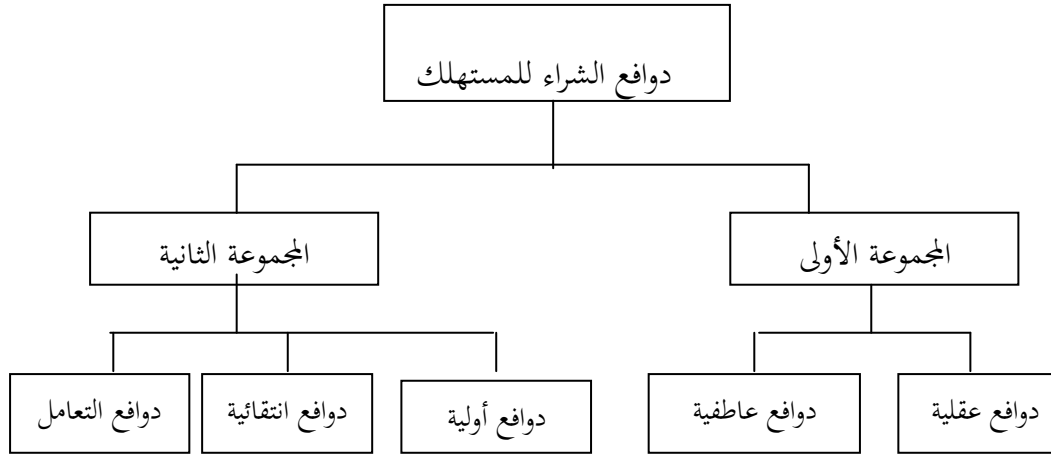 دوافع الشراء للمستهلك
المجموعة الأولى
المجموعة الثانية
دوافع عقلية
دوافع عاطفية
دوافع أولية
دوافع انتقائية
دوافع التعامل